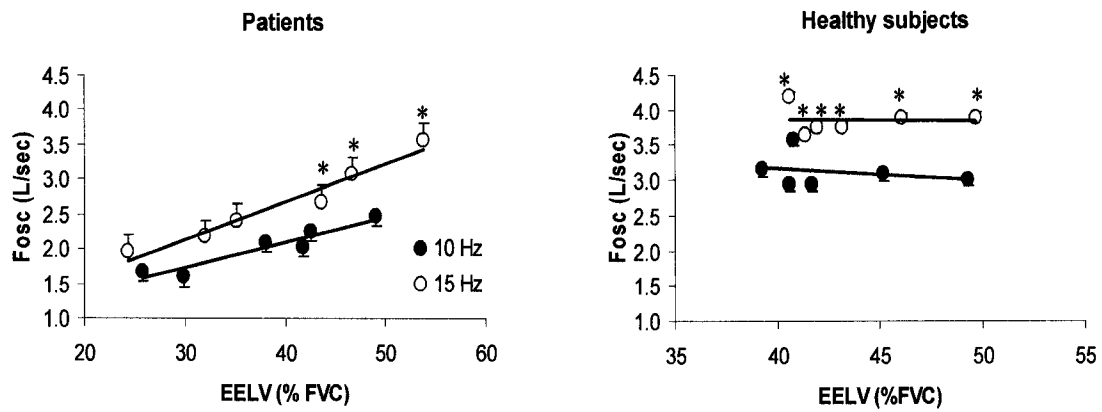 Patients
Fosc (L/sec)
4.5
4.0
3.5
3.0
2.5
2.0
1.5
1.0
* * *
10 Hz
15 Hz
20 30 40 50 60
EELV (% FVC)
Healthy subjects
Fosc (L/sec)
4.5
4.0
3.5
3.0
2.5
2.0
1.5
1.0
* * * * * *
35 40 45 50 55
EELV (%FVC)